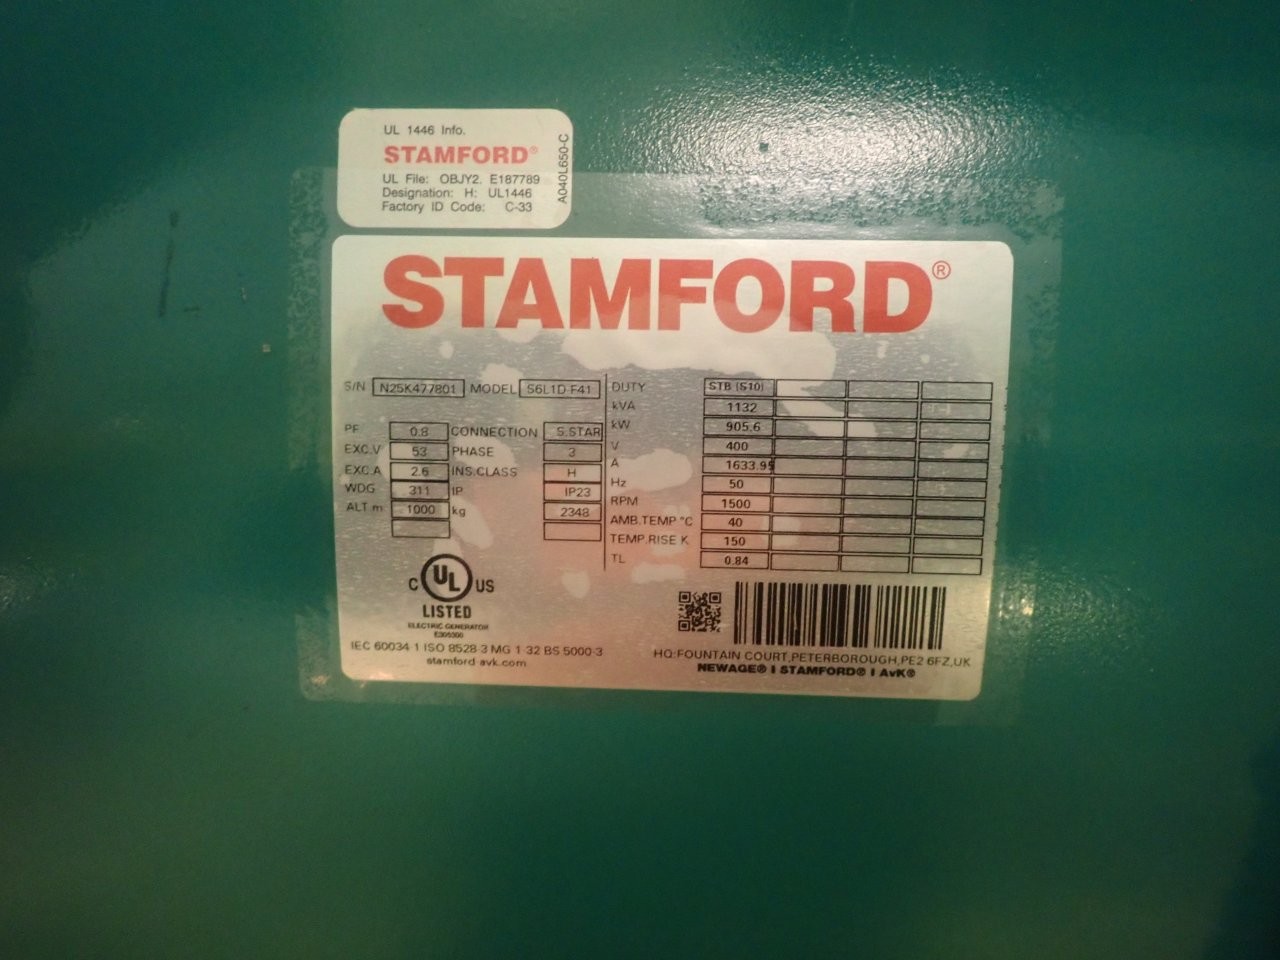 UL 1446 Info.
STAMFORD®
UL File: OBJY2. E187789
Designation: H: UL1446
Factory ID Code: C-33
A040L650-C
STAMFORD®
S/N N25K477801 MODEL S6L1D-F41
PF 0.8 CONNECTION S.STAR
EXC.V 53 PHASE 3
EXC.A 2.6 INS.CLASS H
WDG 311 IP IP23
ALT m 1000 kg 2348
DUTY STB (S10)
kVA 1132
kW 905.6
V 400
A 1633.95
Hz 50
RPM 1500
AMB.TEMP °C 40
TEMP.RISE K 150
TL 0.84
C UL US
LISTED
ELECTRIC GENERATOR
E305300
IEC 60034-1 ISO 8528-3 MG 1-32 BS 5000-3
stamford-avk.com
HQ:FOUNTAIN COURT,PETERBOROUGH,PE2 6FZ,UK
NEWAGE® I STAMFORD® I AvK®